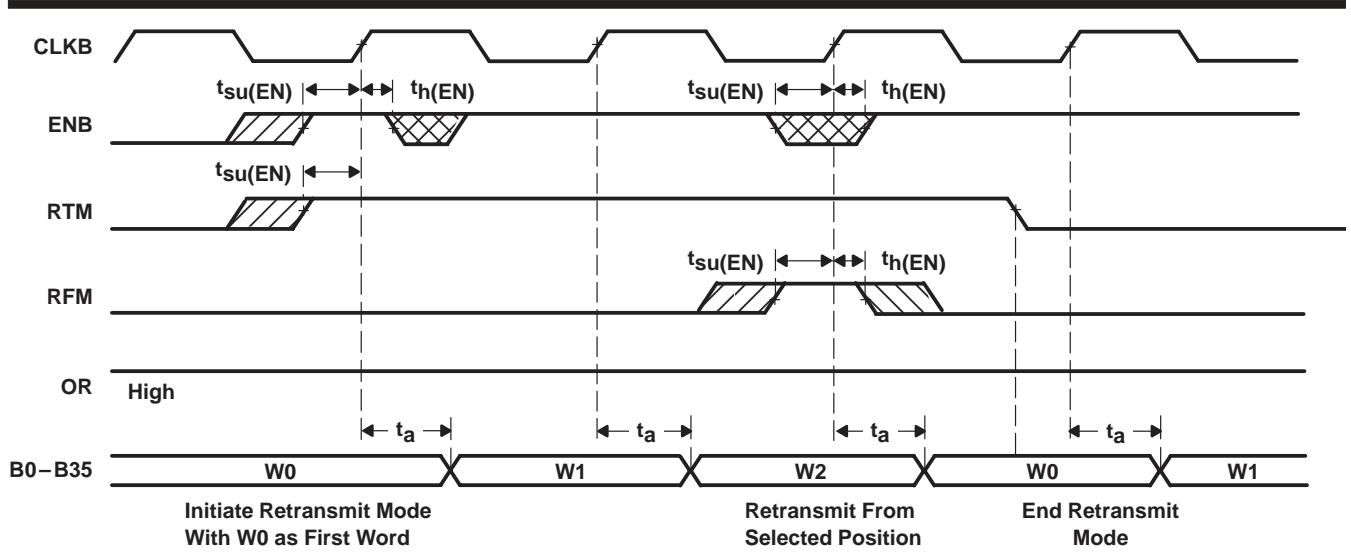 CLKB
tsu(EN) th(EN) tsu(EN) th(EN)
ENB
tsu(EN)
RTM
tsu(EN) th(EN)
RFM
OR High
ta ta ta ta
B0–B35 W0 W1 W2 W0 W1
Initiate Retransmit Mode
With W0 as First Word
Retransmit From
Selected Position
End Retransmit
Mode